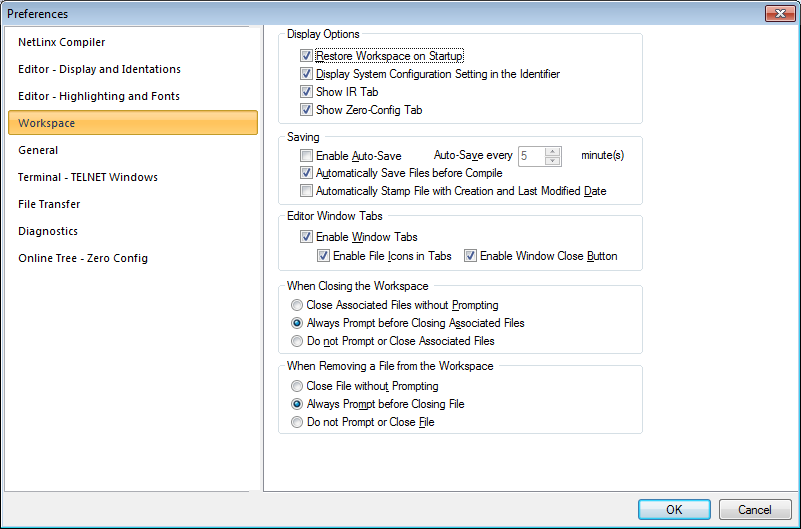 Preferences
NetLinx Compiler
Editor - Display and Identations
Editor - Highlighting and Fonts
Workspace
General
Terminal - TELNET Windows
File Transfer
Diagnostics
Online Tree - Zero Config
Display Options
Restore Workspace on Startup
Display System Configuration Setting in the Identifier
Show IR Tab
Show Zero-Config Tab
Saving
Enable Auto-Save Auto-Save every 5 minute(s)
Automatically Save Files before Compile
Automatically Stamp File with Creation and Last Modified Date
Editor Window Tabs
Enable Window Tabs
Enable File Icons in Tabs Enable Window Close Button
When Closing the Workspace
Close Associated Files without Prompting
Always Prompt before Closing Associated Files
Do not Prompt or Close Associated Files
When Removing a File from the Workspace
Close File without Prompting
Always Prompt before Closing File
Do not Prompt or Close File
OK Cancel